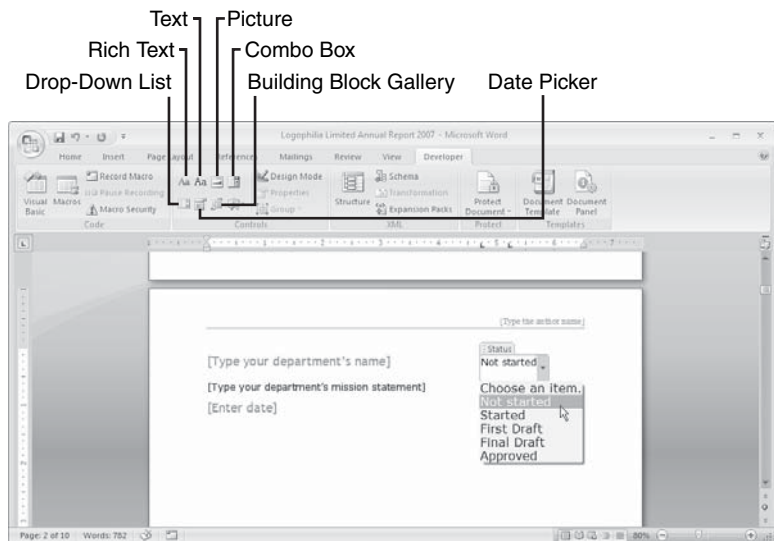 Text
Picture
Rich Text
Combo Box
Drop-Down List
Building Block Gallery
Date Picker
Logophilia Limited Annual Report 2007 - Microsoft Word
Home Insert Page Layout References Mailings Review View Developer
Visual Basic
Macros
Record Macro
Pause Recording
Macro Security
Code
Aa Aa
Design Mode
Properties
Group
Controls
Structure
Schema
Transformation
Expansion Packs
XML
Protect Document
Protect
Document Template
Document Panel
Templates
[Type the author name]
Status
Not started
[Type your department's name]
[Type your department's mission statement]
[Enter date]
Choose an item.
Not started
Started
First Draft
Final Draft
Approved
Page: 2 of 10 Words: 782
80%